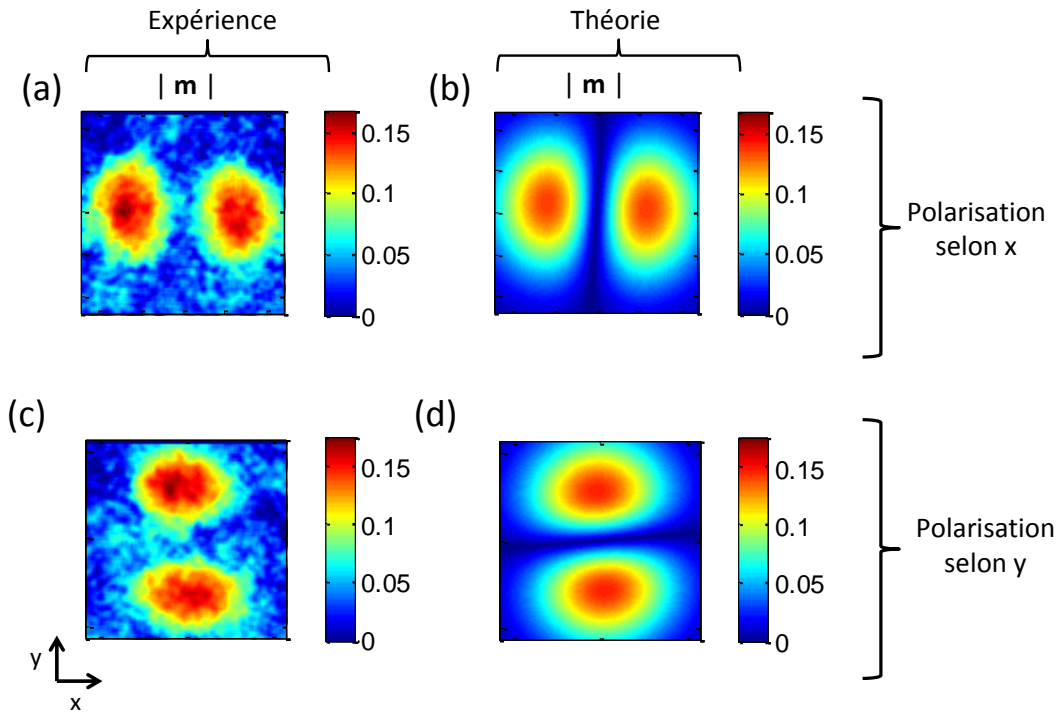 Expérience
Théorie
(a)
| m |
(b)
| m |
0.15
0.1
0.05
0
0.15
0.1
0.05
0
Polarisation
selon x
(c)
(d)
0.15
0.1
0.05
0
0.15
0.1
0.05
0
Polarisation
selon y
y
x